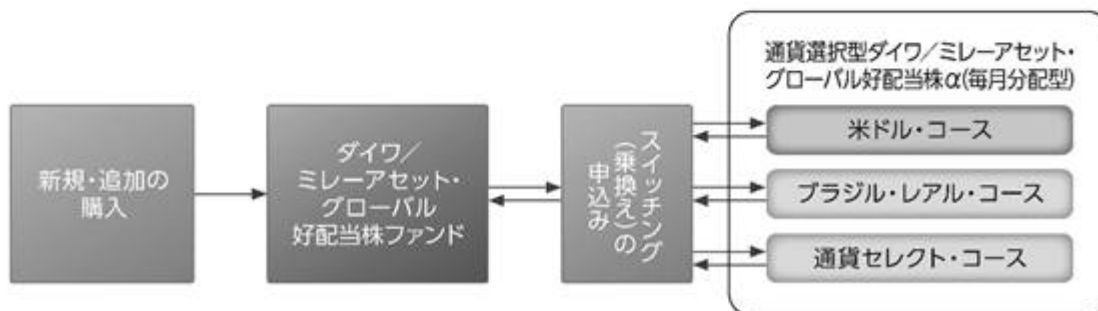 新規・追加の
購入
ダイワ/
ミレーアセット・
グローバル
好配当株ファンド
スイッチング
(乗換え)の
申込み
通貨選択型ダイワ/ミレーアセット・
グローバル好配当株α(毎月分配型)
米ドル・コース
ブラジル・レアル・コース
通貨セレクト・コース